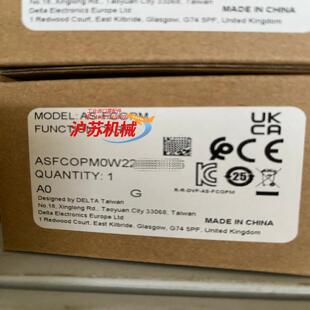 No.18, Xinglong Rd., Taoyuan City 33068, Taiwan
Delta Electronics Europe Ltd
1 Redwood Court, East Kilbride, Glasgow, G74 5PF, United Kingdom
MADE IN CHINA
MODEL: AS-FCOPM
FUNCT
沪苏机械
UK
CA
CE
ASFCOPM0W22
QUANTITY: 1
25
A0
G
R-R-DVP-AS-FCOPM
Designed by DELTA Taiwan
No.18, Xinglong Rd., Taoyuan City 33068, Taiwan
Delta Electronics Europe Ltd
1 Redwood Court, East Kilbride, Glasgow, G74 5PF, United Kingdom
MADE IN CHINA